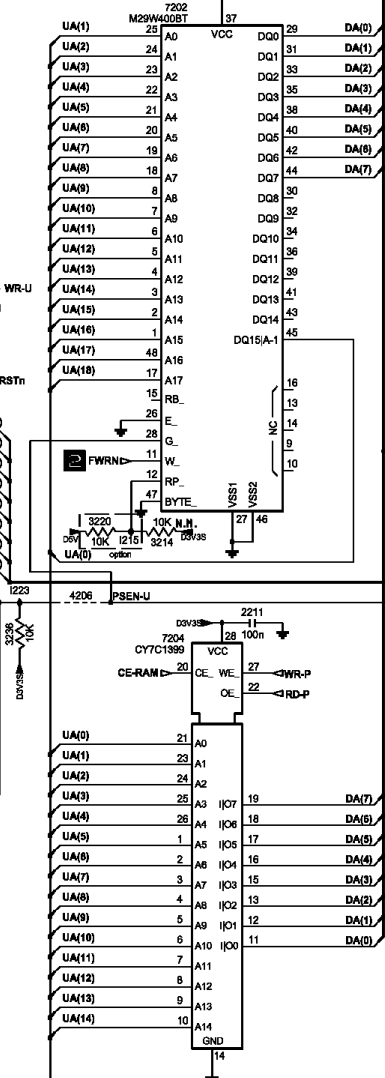 7202
M29W400BT
37
VCC
UA(1) 25 A0 DQ0 29 DA(0)
UA(2) 24 A1 DQ1 31 DA(1)
UA(3) 23 A2 DQ2 33 DA(2)
UA(4) 22 A3 DQ3 35 DA(3)
UA(5) 21 A4 DQ4 38 DA(4)
UA(6) 20 A5 DQ5 40 DA(5)
UA(7) 19 A6 DQ6 42 DA(6)
UA(8) 18 A7 DQ7 44 DA(7)
UA(9) 8 A8 DQ8 30
UA(10) 7 A9 DQ9 32
UA(11) 6 A10 DQ10 34
UA(12) 5 A11 DQ11 36
UA(13) 4 A12 DQ12 39
WR-U
UA(14) 3 A13 DQ13 41
UA(15) 2 A14 DQ14 43
UA(16) 1 A15 DQ15|A-1 45
UA(17) 48 A16
UA(18) 17 A17
RSTn
15 RB_ 16
26 E_ 13
28 G_ NC 14
2 FWRN 11 W_ 9
12 RP_ 10
47 BYTE_ VSS1 VSS2
27 46
D5V 3220 10K I215 10K N.N. 3214 D3V3S
UA(0) option
I223
4206 PSEN-U
3236 10K
D3V3S
D3V3S 2211
28 100n
7204
CY7C1399
VCC
CE-RAM 20 CE_ WE_ 27 WR-P
OE_ 22 RD-P
UA(0) 21 A0
UA(1) 23 A1
UA(2) 24 A2
UA(3) 25 A3 I|O7 19 DA(7)
UA(4) 26 A4 I|O6 18 DA(6)
UA(5) 1 A5 I|O5 17 DA(5)
UA(6) 2 A6 I|O4 16 DA(4)
UA(7) 3 A7 I|O3 15 DA(3)
UA(8) 4 A8 I|O2 13 DA(2)
UA(9) 5 A9 I|O1 12 DA(1)
UA(10) 6 A10 I|O0 11 DA(0)
UA(11) 7 A11
UA(12) 8 A12
UA(13) 9 A13
UA(14) 10 A14
GND
14